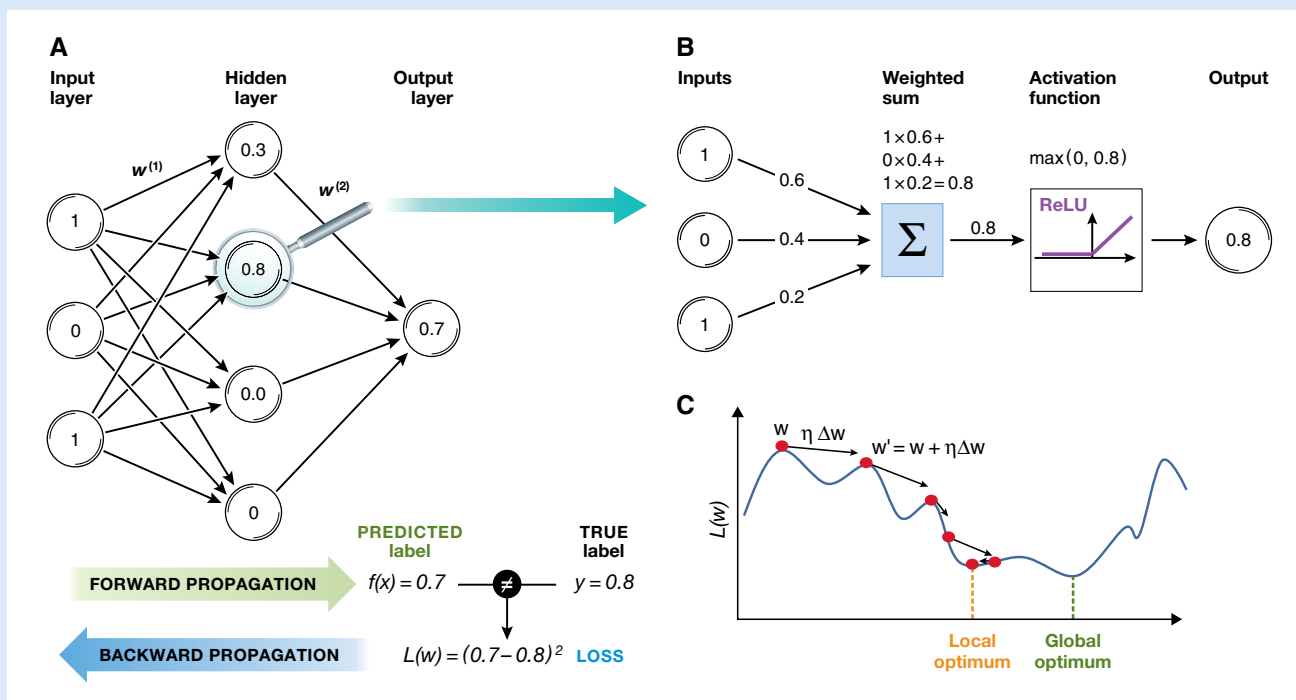 A
Input
layer
Hidden
layer
Output
layer
w(1)
w(2)
1
0
1
0.3
0.8
0.0
0
0.7
PREDICTED
label
TRUE
label
FORWARD PROPAGATION
f(x) = 0.7
≠
y = 0.8
BACKWARD PROPAGATION
L(w) = (0.7 – 0.8)²
LOSS
B
Inputs
Weighted
sum
Activation
function
Output
1
0
1
0.6
0.4
0.2
1×0.6+
0×0.4+
1×0.2=0.8
Σ
0.8
max(0, 0.8)
ReLU
0.8
C
L(w)
w
η Δw
w' = w + ηΔw
Local
optimum
Global
optimum